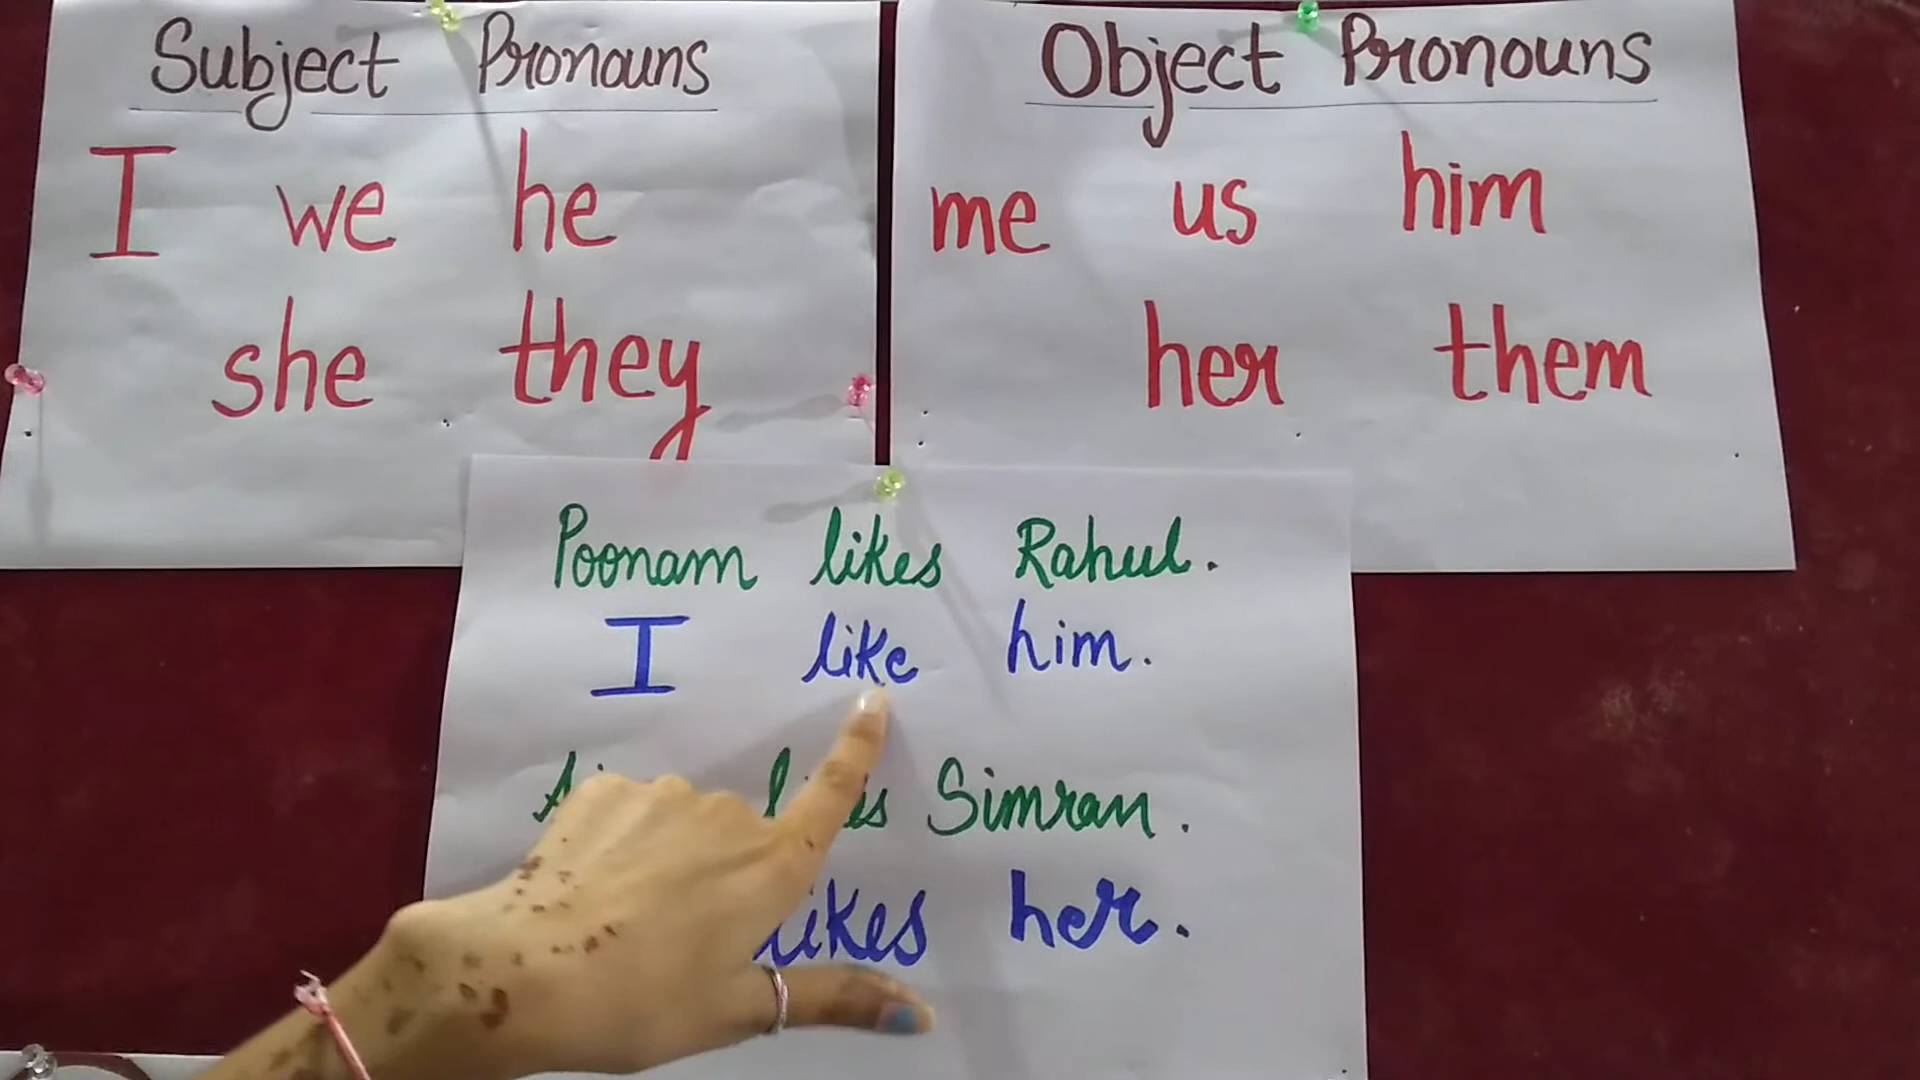 Subject Pronouns
I we he
she they
Object Pronouns
me us him
her them
Poonam likes Rahul.
I like him.
Simran.
likes her.